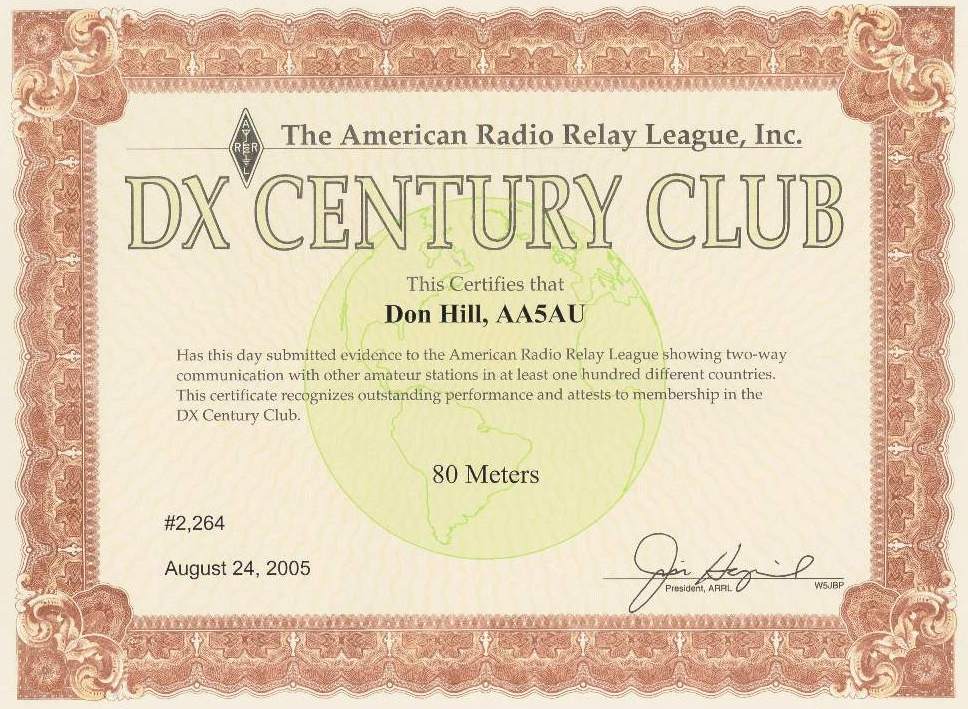 The American Radio Relay League, Inc.
ARRL
DX CENTURY CLUB
This Certifies that
Don Hill, AA5AU
Has this day submitted evidence to the American Radio Relay League showing two-way
communication with other amateur stations in at least one hundred different countries.
This certificate recognizes outstanding performance and attests to membership in the
DX Century Club.
80 Meters
#2,264
August 24, 2005
President, ARRL
W5JBP